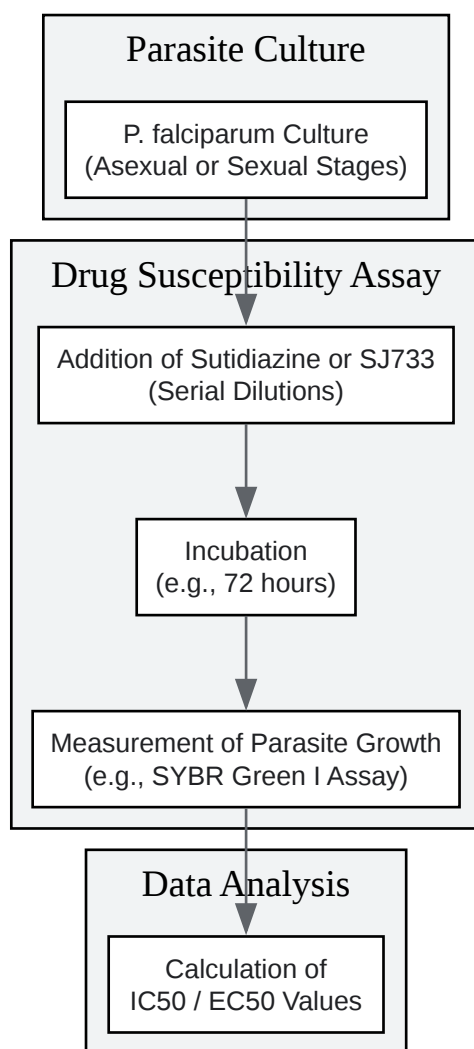 Parasite Culture
P. falciparum Culture
(Asexual or Sexual Stages)
Drug Susceptibility Assay
Addition of Sutidiazine or SJ733
(Serial Dilutions)
Incubation
(e.g., 72 hours)
Measurement of Parasite Growth
(e.g., SYBR Green I Assay)
Data Analysis
Calculation of
IC50 / EC50 Values